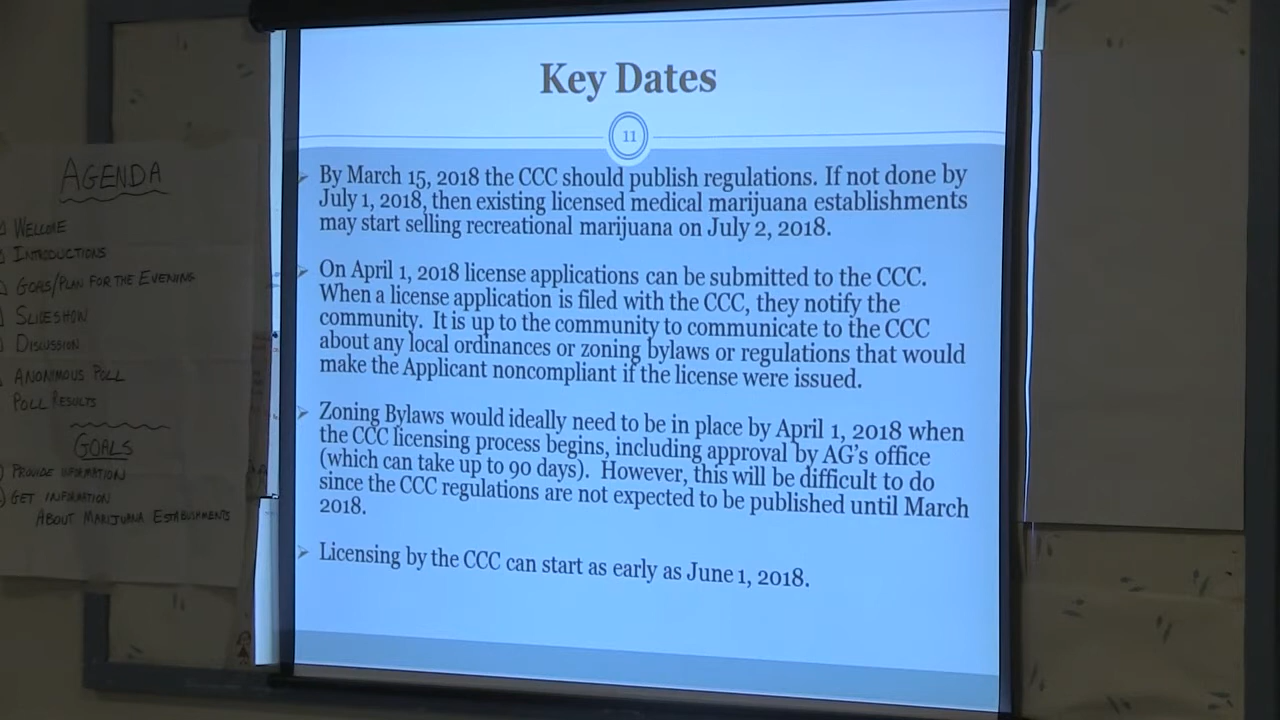 Key Dates
11
By March 15, 2018 the CCC should publish regulations. If not done by
July 1, 2018, then existing licensed medical marijuana establishments
may start selling recreational marijuana on July 2, 2018.
On April 1, 2018 license applications can be submitted to the CCC.
When a license application is filed with the CCC, they notify the
community. It is up to the community to communicate to the CCC
about any local ordinances or zoning bylaws or regulations that would
make the Applicant noncompliant if the license were issued.
Zoning Bylaws would ideally need to be in place by April 1, 2018 when
the CCC licensing process begins, including approval by AG's office
(which can take up to 90 days). However, this will be difficult to do
since the CCC regulations are not expected to be published until March
2018.
Licensing by the CCC can start as early as June 1, 2018.
AGENDA
WELCOME
INTRODUCTIONS
GOALS/PLAN FOR THE EVENING
SLIDESHOW
DISCUSSION
ANONIMOUS POLL
POLL RESULTS
GOALS
PROVIDE INFORMATION
GET INFORMATION
ABOUT MARIJUANA ESTABLISHMENTS